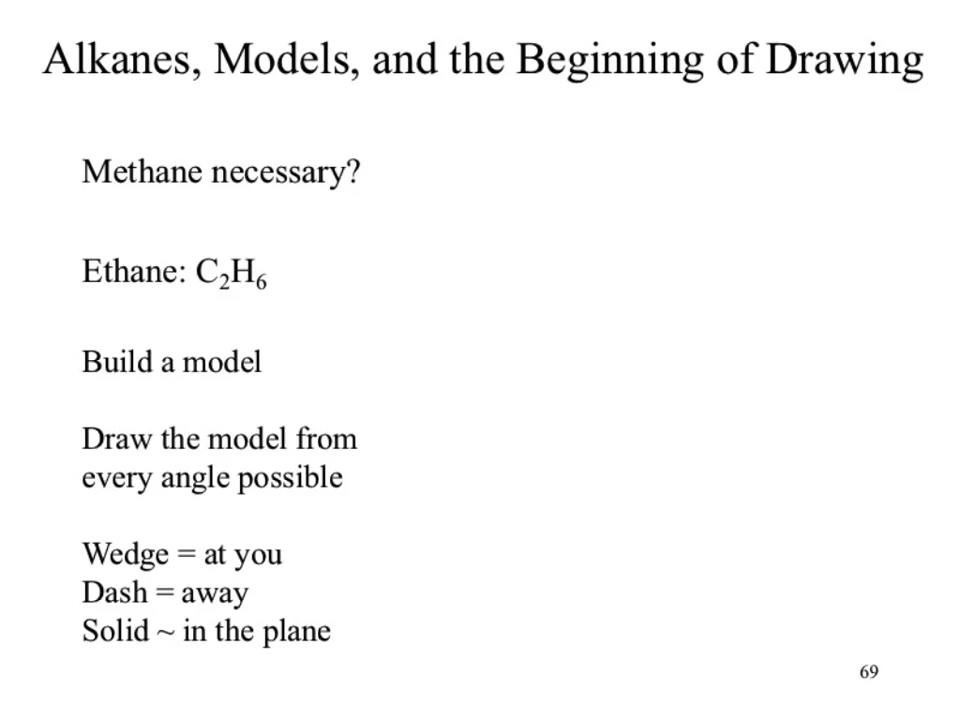 Alkanes, Models, and the Beginning of Drawing
Methane necessary?
Ethane: C₂H₆
Build a model
Draw the model from
every angle possible
Wedge = at you
Dash = away
Solid ~ in the plane
69